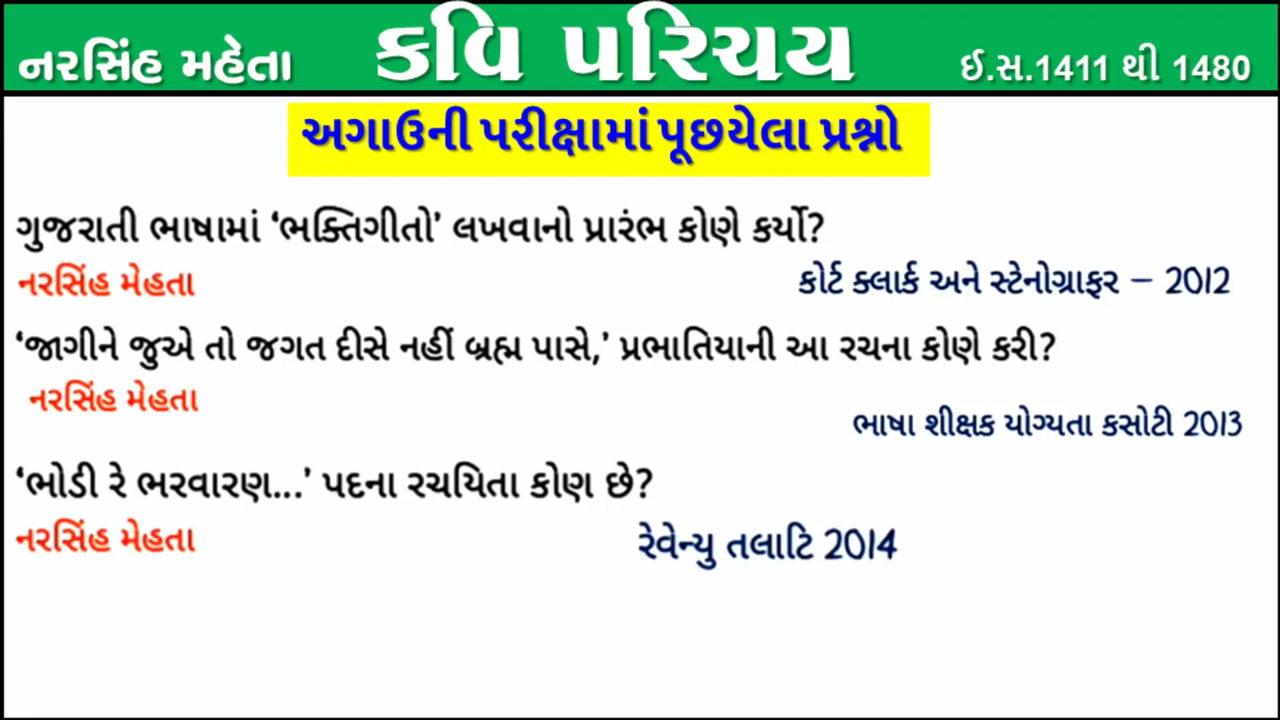 નરસિંહ મહેતા કવિ પરિચય ઈ.સ.1411 થી 1480
અગાઉની પરીક્ષામાં પૂછયેલા પ્રશ્નો
ગુજરાતી ભાષામાં ‘ભક્તિગીતો’ લખવાનો પ્રારંભ કોણે કર્યો?
નરસિંહ મેહતા કોર્ટ ક્લાર્ક અને સ્ટેનોગ્રાફર – 2012
‘જાગીને જુએ તો જગત દીસે નહીં બ્રહ્મ પાસે,’ પ્રભાતિયાની આ રચના કોણે કરી?
નરસિંહ મેહતા
ભાષા શીક્ષક યોગ્યતા કસોટી 2013
‘ભોડી રે ભરવારણ...’ પદના રચયિતા કોણ છે?
નરસિંહ મેહતા રેવેન્યુ તલાટિ 2014